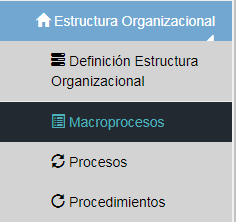 Estructura Organizacional
Definición Estructura
Organizacional
Macroprocesos
Procesos
Procedimientos